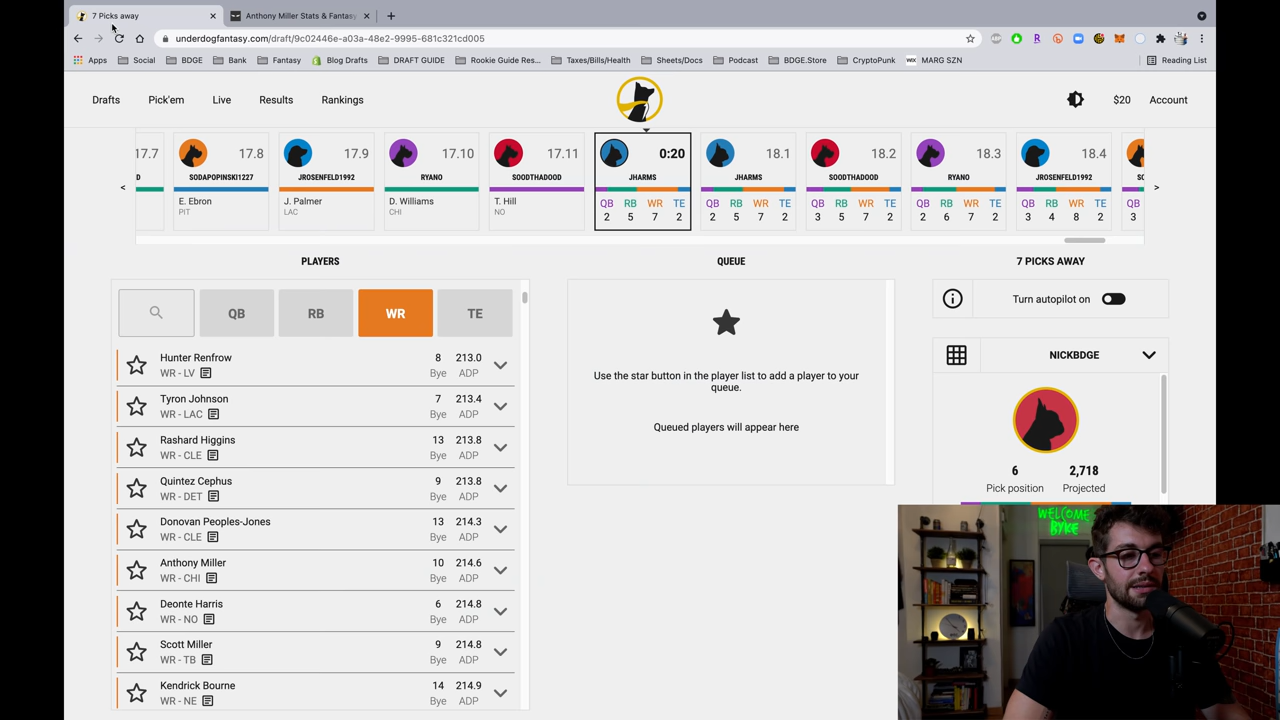 7 Picks away
Anthony Miller Stats & Fantasy
underdogfantasy.com/draft/9c02446e-a03a-48e2-9995-681c321cd005
Apps Social BDGE Bank Fantasy Blog Drafts DRAFT GUIDE Rookie Guide Res... Taxes/Bills/Health Sheets/Docs Podcast BDGE.Store CryptoPunk WIX MARG SZN Reading List
Drafts Pick'em Live Results Rankings $20 Account
17.7 17.8 17.9 17.10 17.11 0:20 18.1 18.2 18.3 18.4
D SODAPOPINSKI1227 JROSENFELD1992 RYANO SOODTHADOOD JHARMS JHARMS SOODTHADOOD RYANO JROSENFELD1992
E. Ebron J. Palmer D. Williams T. Hill QB RB WR TE QB RB WR TE QB RB WR TE QB RB WR TE QB RB WR TE QB
PIT LAC CHI NO 2 5 7 2 2 5 7 2 3 5 7 2 2 6 7 2 3 4 8 2 3
< >
PLAYERS QUEUE 7 PICKS AWAY
QB RB WR TE
Turn autopilot on
Hunter Renfrow 8 213.0
WR - LV Bye ADP
Tyron Johnson 7 213.4
WR - LAC Bye ADP
Rashard Higgins 13 213.8
WR - CLE Bye ADP
Quintez Cephus 9 213.8
WR - DET Bye ADP
Donovan Peoples-Jones 13 214.3
WR - CLE Bye ADP
Anthony Miller 10 214.6
WR - CHI Bye ADP
Deonte Harris 6 214.8
WR - NO Bye ADP
Scott Miller 9 214.8
WR - TB Bye ADP
Kendrick Bourne 14 214.9
WR - NE Bye ADP
Use the star button in the player list to add a player to your
queue.
Queued players will appear here
NICKBDGE
6 2,718
Pick position Projected
WELCOME
BYKE